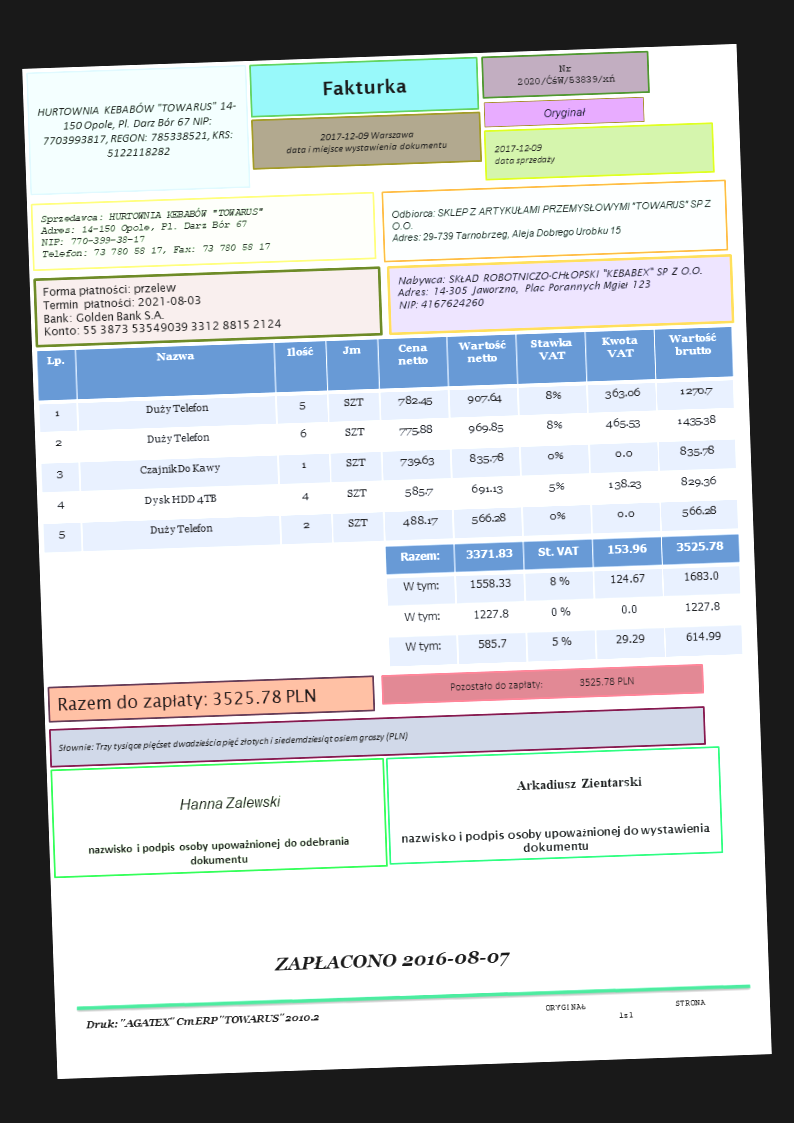 HURTOWNIA KEBABÓW "TOWARUS" 14-
150 Opole, Pl. Darz Bór 67 NIP:
7703993817, REGON: 785338521, KRS:
5122118282
Fakturka
2017-12-09 Warszawa
data i miejsce wystawienia dokumentu
Nr
2020/ĆśW/53839/xń
Oryginał
2017-12-09
data sprzedaży
Sprzedawca: HURTOWNIA KEBABÓW "TOWARUS"
Adres: 14-150 Opole, Pl. Darz Bór 67
NIP: 770-399-38-17
Telefon: 73 780 58 17, Fax: 73 780 58 17
Odbiorca: SKLEP Z ARTYKUŁAMI PRZEMYSŁOWYMI "TOWARUS" SP Z
O.O.
Adres: 29-739 Tarnobrzeg, Aleja Dobrego Urobku 15
Forma płatności: przelew
Termin płatności: 2021-08-03
Bank: Golden Bank S.A.
Konto: 55 3873 53549039 3312 8815 2124
Nabywca: SKŁAD ROBOTNICZO-CHŁOPSKI "KEBABEX" SP Z O.O.
Adres: 14-305 Jaworzno, Plac Porannych Mgieł 123
NIP: 4167624260
Lp. Nazwa Ilość Jm Cena netto Wartość netto Stawka VAT Kwota VAT Wartość brutto
1 Duży Telefon 5 SZT 782.45 907.64 8% 363.06 1270.7
2 Duży Telefon 6 SZT 775.88 969.85 8% 465.53 1435.38
3 Czajnik Do Kawy 1 SZT 739.63 835.78 0% 0.0 835.78
4 Dysk HDD 4TB 4 SZT 585.7 691.13 5% 138.23 829.36
5 Duży Telefon 2 SZT 488.17 566.28 0% 0.0 566.28
Razem: 3371.83 St. VAT 153.96 3525.78
W tym: 1558.33 8 % 124.67 1683.0
W tym: 1227.8 0 % 0.0 1227.8
W tym: 585.7 5 % 29.29 614.99
Razem do zapłaty: 3525.78 PLN
Pozostało do zapłaty: 3525.78 PLN
Słownie: Trzy tysiące pięćset dwadzieścia pięć złotych i siedemdziesiąt osiem groszy (PLN)
Hanna Zalewski
nazwisko i podpis osoby upoważnionej do odebrania
dokumentu
Arkadiusz Zientarski
nazwisko i podpis osoby upoważnionej do wystawienia
dokumentu
ZAPŁACONO 2016-08-07
Druk: "AGATEX" CmERP "TOWARUS" 2010.2
ORYGINAŁ
1z1
STRONA